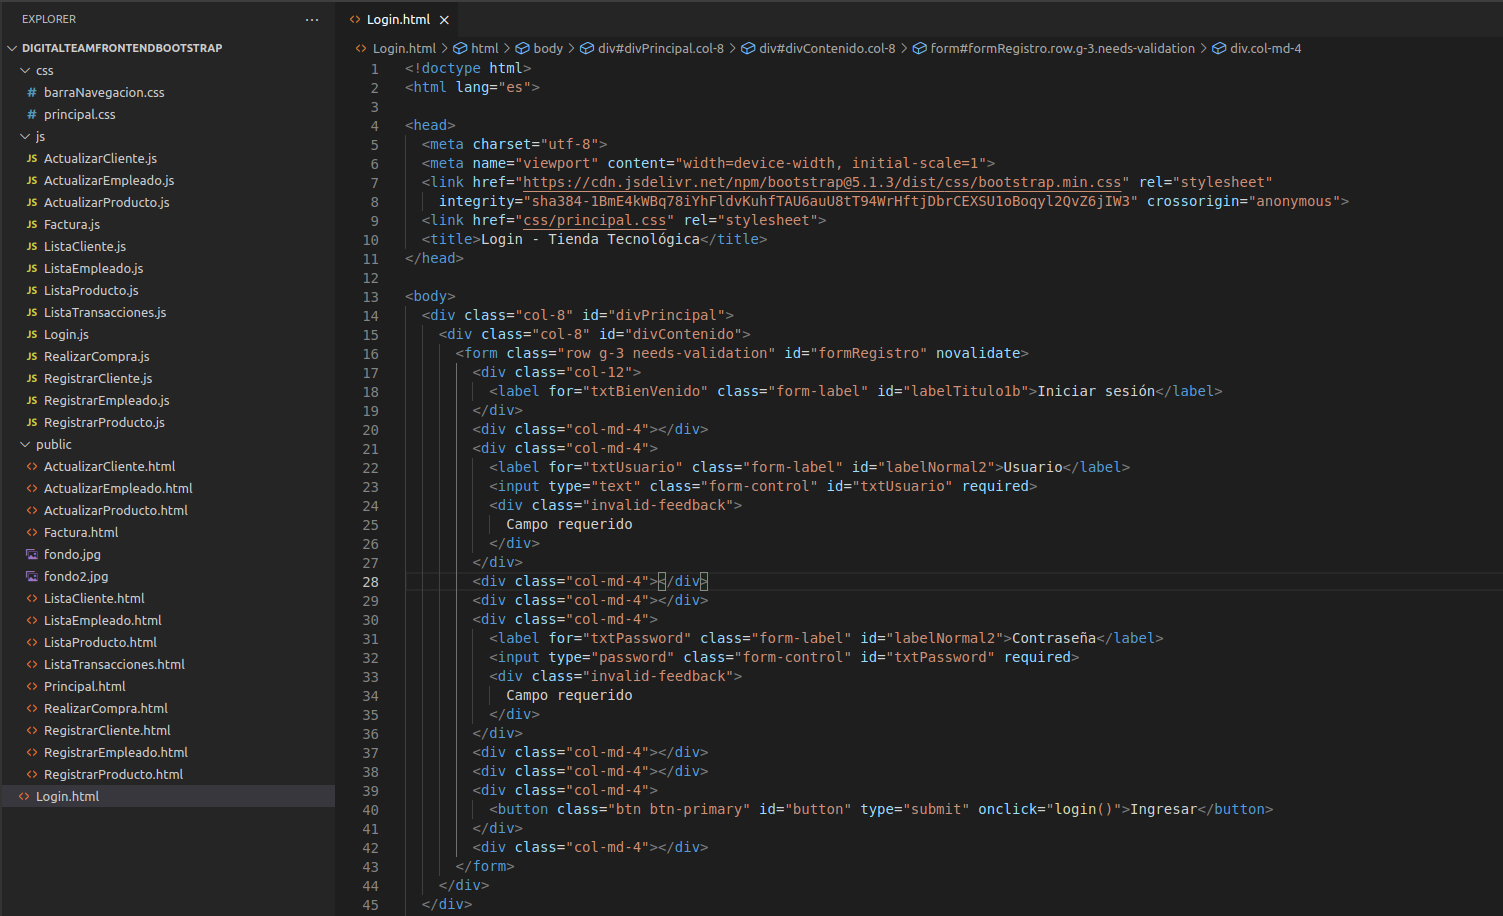 EXPLORER
DIGITALTEAMFRONTENDBOOTSTRAP
css
barraNavegacion.css
principal.css
js
ActualizarCliente.js
ActualizarEmpleado.js
ActualizarProducto.js
Factura.js
ListaCliente.js
ListaEmpleado.js
ListaProducto.js
ListaTransacciones.js
Login.js
RealizarCompra.js
RegistrarCliente.js
RegistrarEmpleado.js
RegistrarProducto.js
public
ActualizarCliente.html
ActualizarEmpleado.html
ActualizarProducto.html
Factura.html
fondo.jpg
fondo2.jpg
ListaCliente.html
ListaEmpleado.html
ListaProducto.html
ListaTransacciones.html
Principal.html
RealizarCompra.html
RegistrarCliente.html
RegistrarEmpleado.html
RegistrarProducto.html
Login.html
Login.html
Login.html > html > body > div#divPrincipal.col-8 > div#divContenido.col-8 > form#formRegistro.row.g-3.needs-validation > div.col-md-4
1 <!doctype html>
2 <html lang="es">
3
4 <head>
5 <meta charset="utf-8">
6 <meta name="viewport" content="width=device-width, initial-scale=1">
7 <link href="https://cdn.jsdelivr.net/npm/bootstrap@5.1.3/dist/css/bootstrap.min.css" rel="stylesheet"
8 integrity="sha384-1BmE4kWBq78iYhFldvKuhfTAU6auU8tT94WrHftjDbrCEXSU1oBoqyl2QvZ6jIW3" crossorigin="anonymous">
9 <link href="css/principal.css" rel="stylesheet">
10 <title>Login - Tienda Tecnológica</title>
11 </head>
12
13 <body>
14 <div class="col-8" id="divPrincipal">
15 <div class="col-8" id="divContenido">
16 <form class="row g-3 needs-validation" id="formRegistro" novalidate>
17 <div class="col-12">
18 <label for="txtBienVenido" class="form-label" id="labelTitulo1b">Iniciar sesión</label>
19 </div>
20 <div class="col-md-4"></div>
21 <div class="col-md-4">
22 <label for="txtUsuario" class="form-label" id="labelNormal2">Usuario</label>
23 <input type="text" class="form-control" id="txtUsuario" required>
24 <div class="invalid-feedback">
25 Campo requerido
26 </div>
27 </div>
28 <div class="col-md-4"></div>
29 <div class="col-md-4"></div>
30 <div class="col-md-4">
31 <label for="txtPassword" class="form-label" id="labelNormal2">Contraseña</label>
32 <input type="password" class="form-control" id="txtPassword" required>
33 <div class="invalid-feedback">
34 Campo requerido
35 </div>
36 </div>
37 <div class="col-md-4"></div>
38 <div class="col-md-4"></div>
39 <div class="col-md-4">
40 <button class="btn btn-primary" id="button" type="submit" onclick="login()">Ingresar</button>
41 </div>
42 <div class="col-md-4"></div>
43 </form>
44 </div>
45 </div>